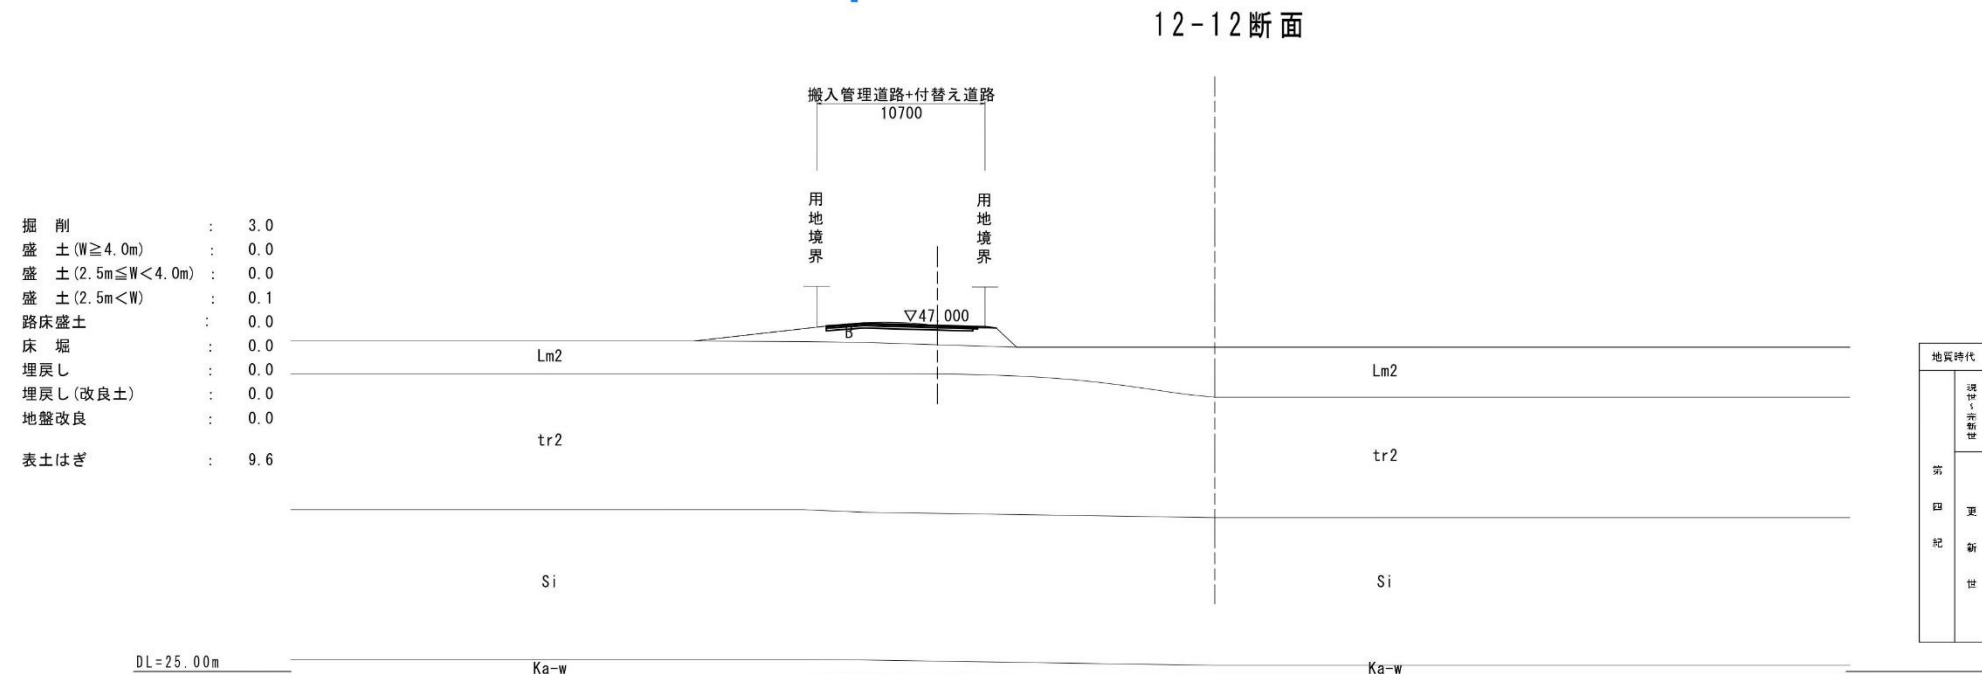 12-12断面
搬入管理道路+付替え道路
10700
用地境界
用地境界
掘 削 : 3.0
盛 土(W≧4.0m) : 0.0
盛 土(2.5m≦W<4.0m) : 0.0
盛 土(2.5m<W) : 0.1
路床盛土 : 0.0
床 堀 : 0.0
埋戻し : 0.0
埋戻し(改良土) : 0.0
地盤改良 : 0.0
表土はぎ : 9.6
▽47.000
B
Lm2
Lm2
tr2
tr2
Si
Si
DL=25.00m
Ka-w
Ka-w
地質時代
現世~完新世
第四紀
更新世